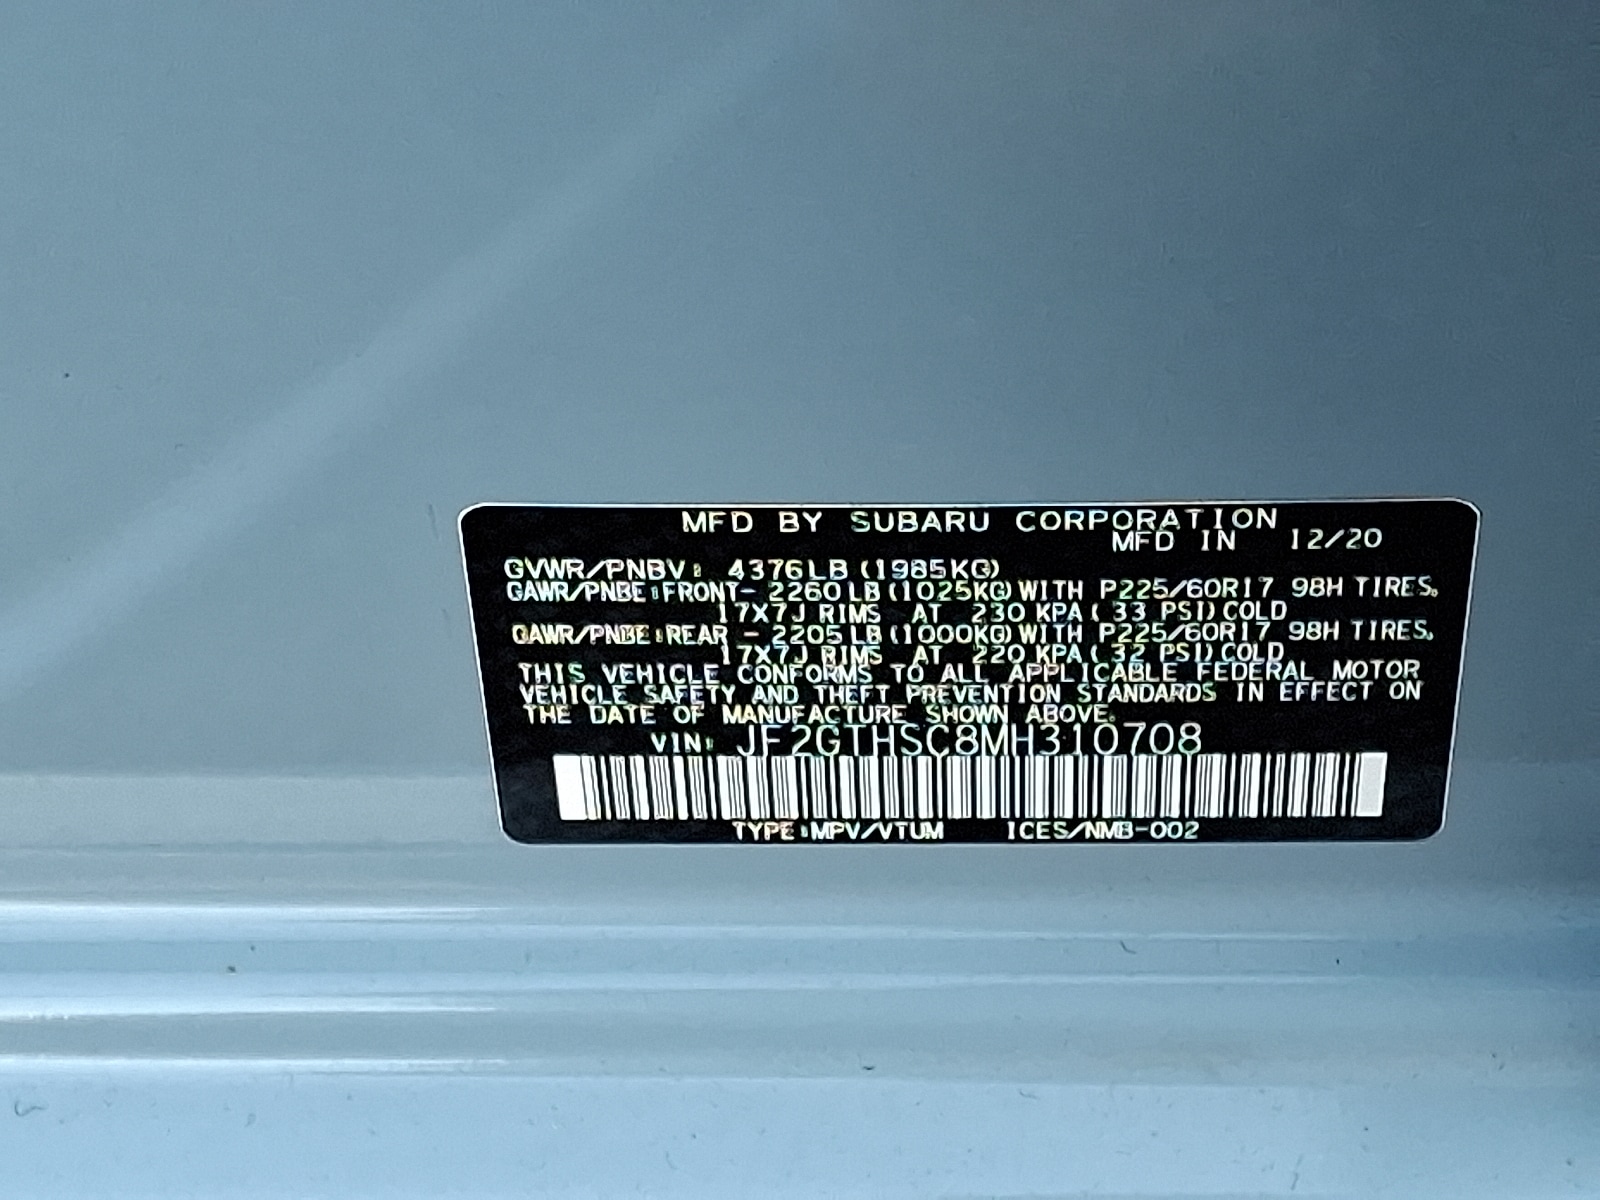 MFD BY SUBARU CORPORATION
MFD IN 12/20
GVWR/PNBV: 4376LB (1985KG)
GAWR/PNBE:FRONT- 2260LB (1025KG) WITH P225/60R17 98H TIRES.
17X7J RIMS AT 230 KPA ( 33 PSI) COLD
GAWR/PNBE:REAR - 2205LB (1000KG) WITH P225/60R17 98H TIRES.
17X7J RIMS AT 220 KPA ( 32 PSI) COLD
THIS VEHICLE CONFORMS TO ALL APPLICABLE FEDERAL MOTOR
VEHICLE SAFETY AND THEFT PREVENTION STANDARDS IN EFFECT ON
THE DATE OF MANUFACTURE SHOWN ABOVE.
VIN: JF2GTHSC8MH310708
TYPE:MPV/VTUM ICES/NMB-002